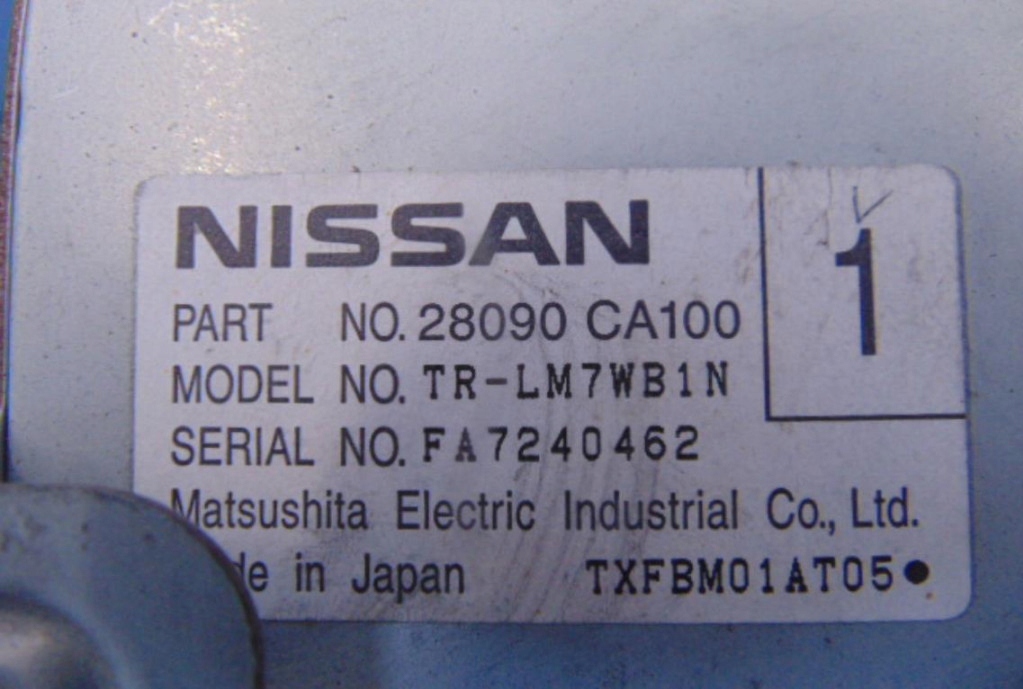 NISSAN
1
PART NO. 28090 CA100
MODEL NO. TR-LM7WB1N
SERIAL NO. FA7240462
Matsushita Electric Industrial Co., Ltd.
in Japan TXFBM01AT05●